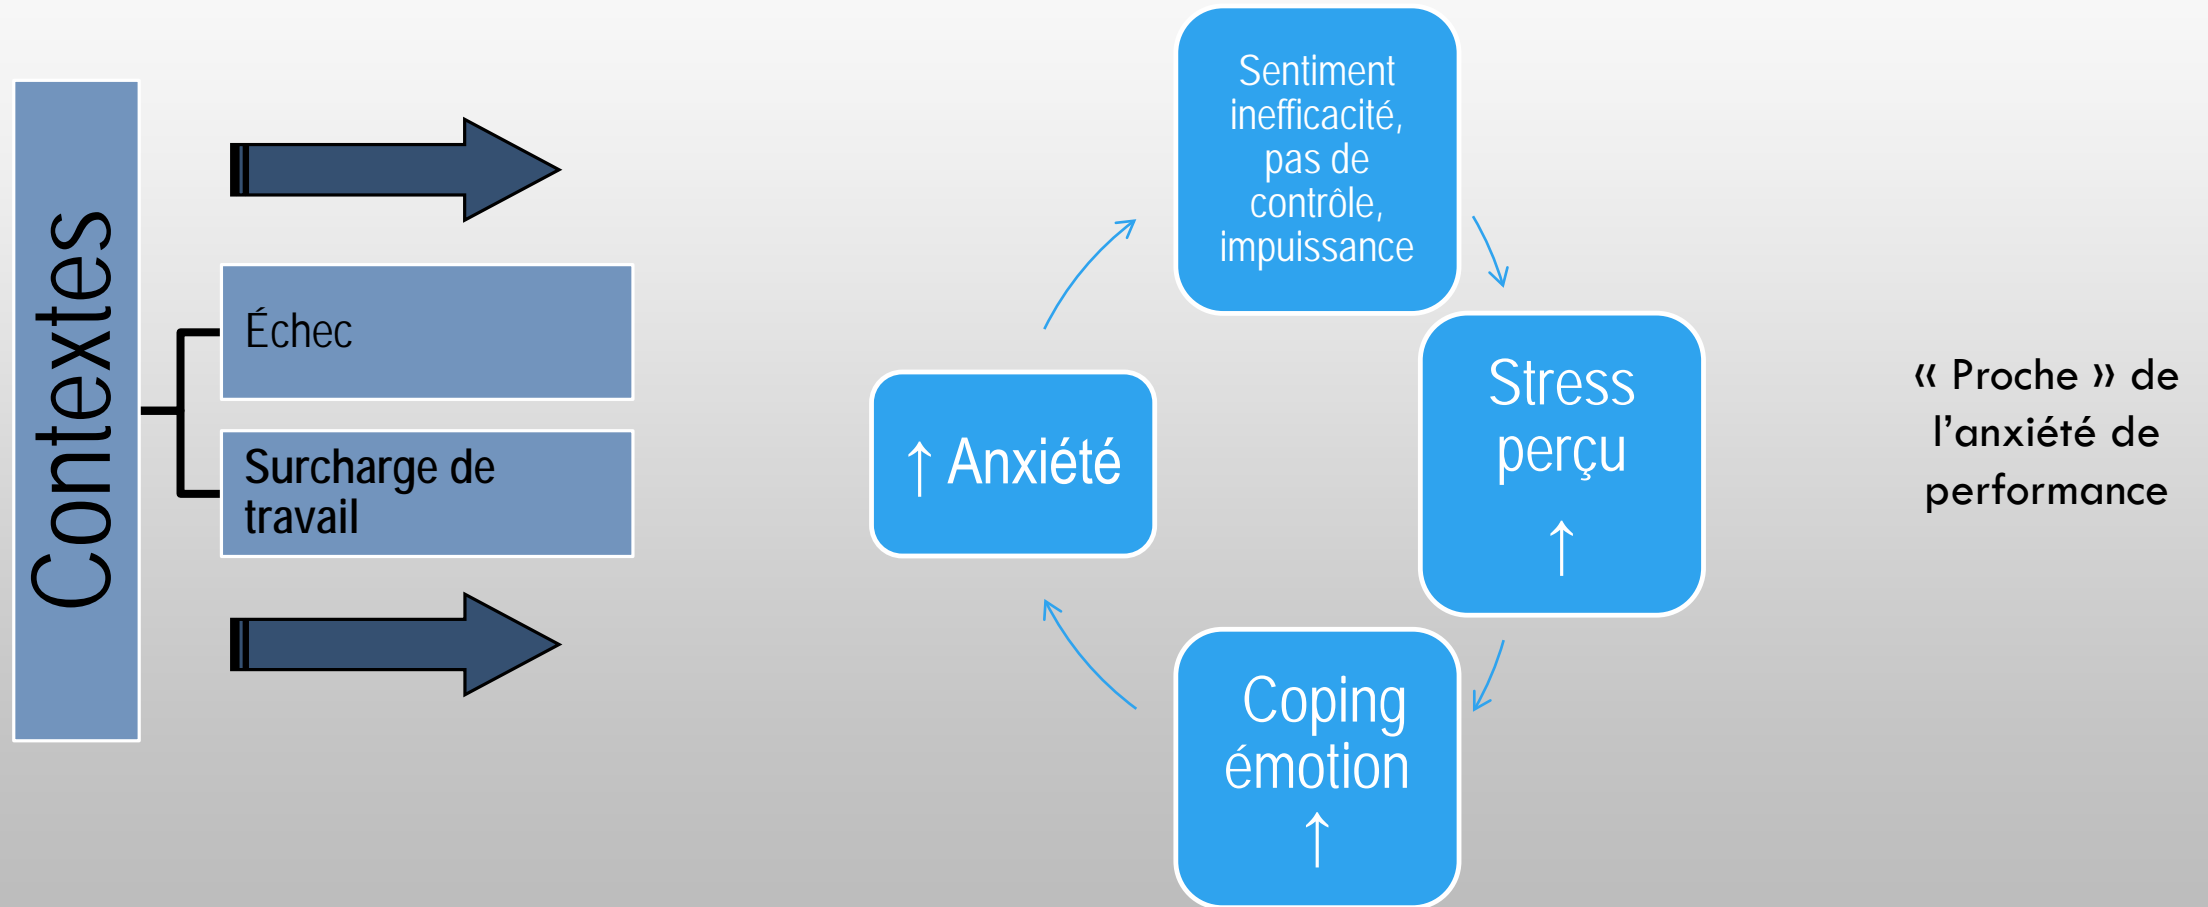 Contextes
Échec
Surcharge de
travail
Sentiment
inefficacité,
pas de
contrôle,
impuissance
Stress
perçu
↑
Coping
émotion
↑
↑ Anxiété
« Proche » de
l’anxiété de
performance